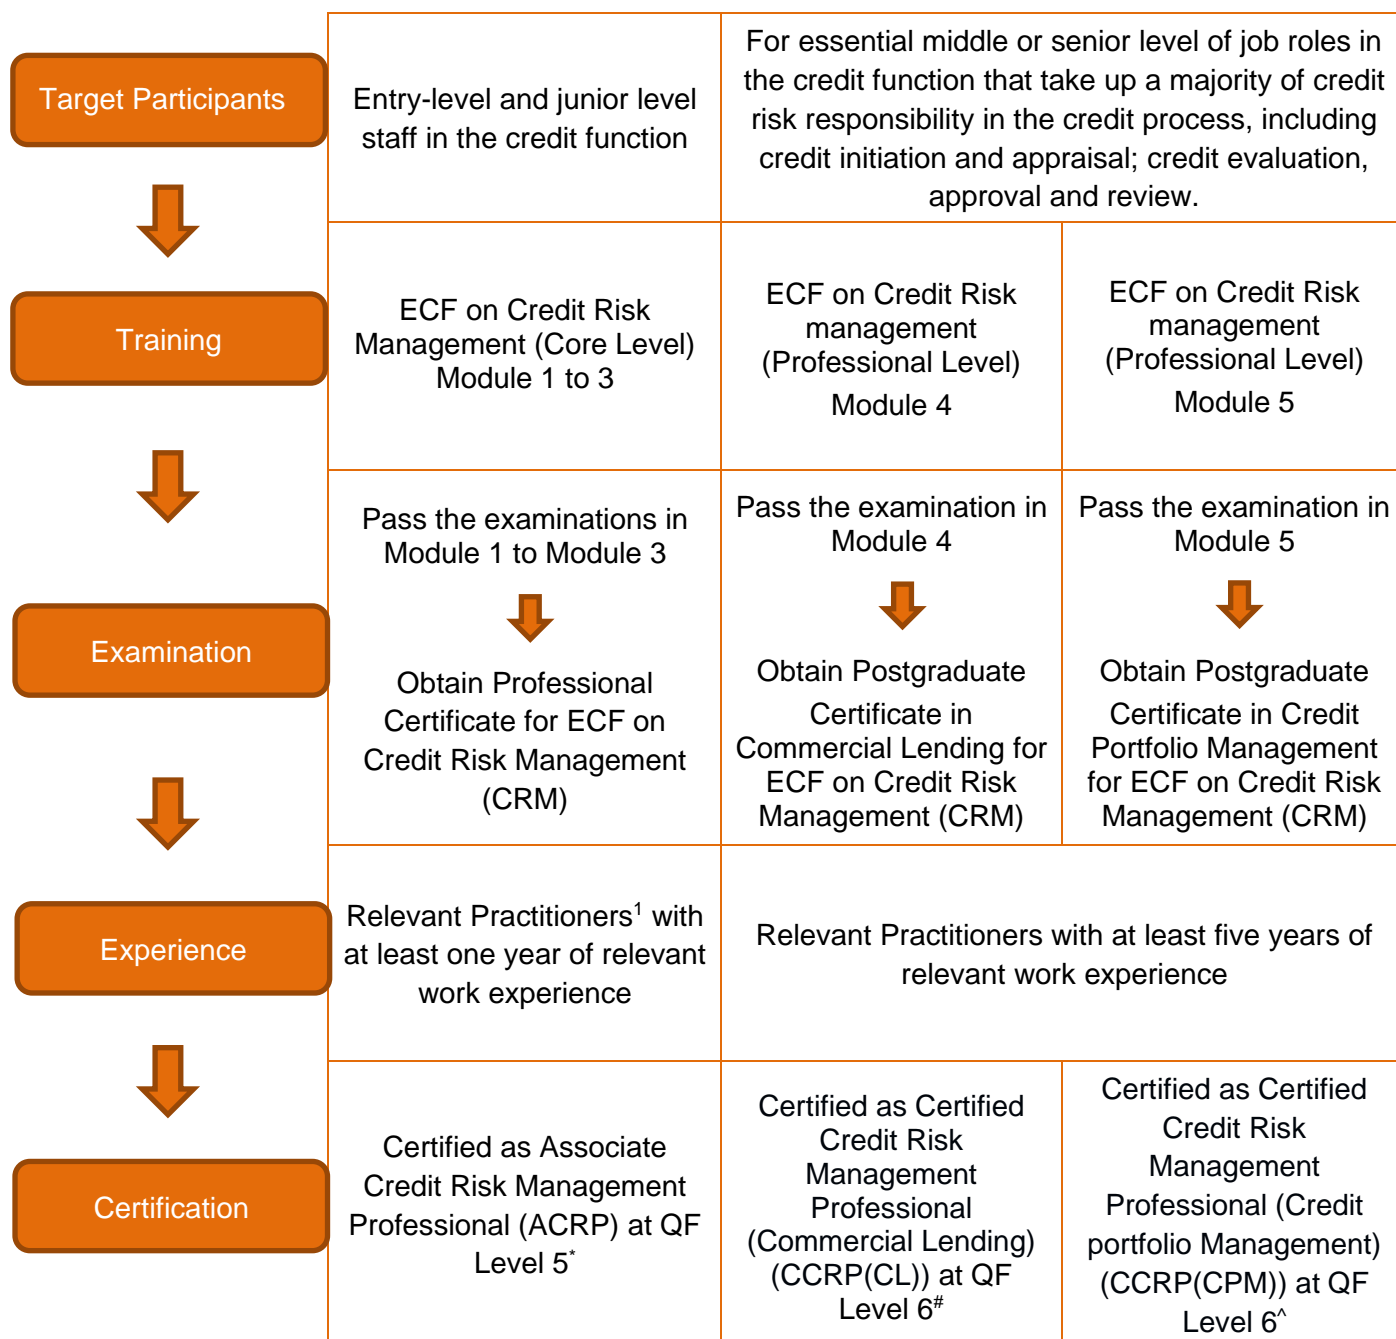 Target Participants
Entry-level and junior level
staff in the credit function
For essential middle or senior level of job roles in
the credit function that take up a majority of credit
risk responsibility in the credit process, including
credit initiation and appraisal; credit evaluation,
approval and review.
Training
ECF on Credit Risk
Management (Core Level)
Module 1 to 3
ECF on Credit Risk
management
(Professional Level)
Module 4
ECF on Credit Risk
management
(Professional Level)
Module 5
Examination
Pass the examinations in
Module 1 to Module 3
Obtain Professional
Certificate for ECF on
Credit Risk Management
(CRM)
Pass the examination in
Module 4
Obtain Postgraduate
Certificate in
Commercial Lending for
ECF on Credit Risk
Management (CRM)
Pass the examination in
Module 5
Obtain Postgraduate
Certificate in Credit
Portfolio Management
for ECF on Credit Risk
Management (CRM)
Experience
Relevant Practitioners¹ with
at least one year of relevant
work experience
Relevant Practitioners with at least five years of
relevant work experience
Certification
Certified as Associate
Credit Risk Management
Professional (ACRP) at QF
Level 5*
Certified as Certified
Credit Risk
Management
Professional
(Commercial Lending)
(CCRP(CL)) at QF
Level 6#
Certified as Certified
Credit Risk
Management
Professional (Credit
portfolio Management)
(CCRP(CPM)) at QF
Level 6^